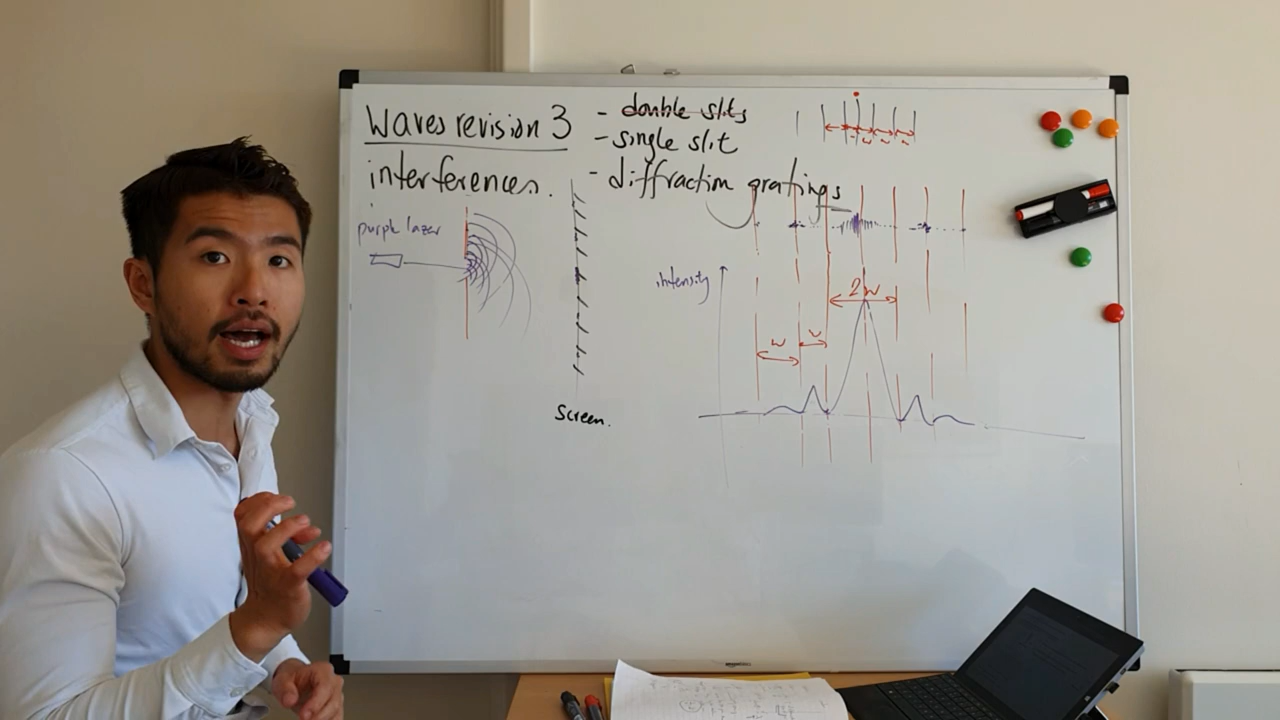 Waves revision 3
interferences.
- double slits
- single slit
- diffraction gratings
purple lazer
intensity
2W
w
w
Screen.